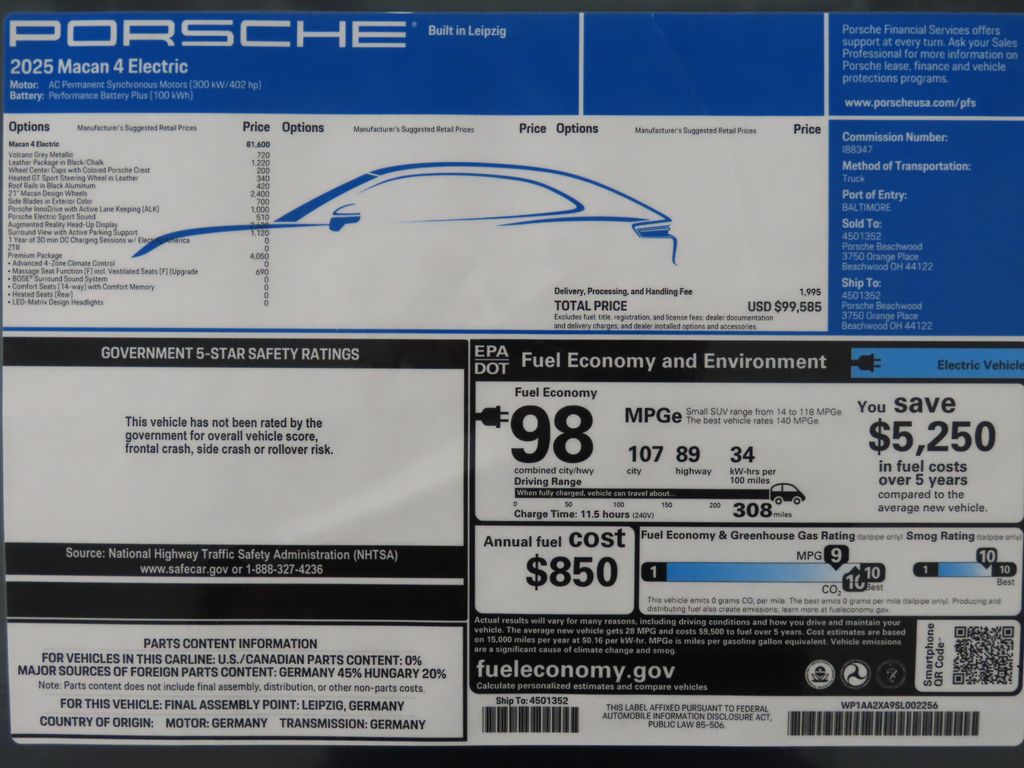 PORSCHE® Built in Leipzig
2025 Macan 4 Electric
Motor: AC Permanent Synchronous Motors (300 kW/402 hp)
Battery: Performance Battery Plus (100 kWh)
Porsche Financial Services offers
support at every turn. Ask your Sales
Professional for more information on
Porsche lease, finance and vehicle
protections programs.
www.porscheusa.com/pfs
Options Manufacturer's Suggested Retail Prices Price Options Manufacturer's Suggested Retail Prices Price Options Manufacturer's Suggested Retail Prices Price
Macan 4 Electric 81,600
Volcano Grey Metallic 720
Leather Package in Black/Chalk 1,220
Wheel Center Caps with Colored Porsche Crest 200
Heated GT Sport Steering Wheel in Leather 340
Roof Rails in Black Aluminum 420
21" Macan Design Wheels 2,400
Side Blades in Exterior Color 700
Porsche InnoDrive with Active Lane Keeping (ALK) 1,000
Porsche Electric Sport Sound 510
Augmented Reality Head-Up Display
Surround View with Active Parking Support 1,120
1 Year of 30 min DC Charging Sessions w/ Electrify America 0
ZTR 0
Premium Package 4,050
• Advanced 4-Zone Climate Control 0
• Massage Seat Function (F) incl. Ventilated Seats (F) (Upgrade 690
• BOSE® Surround Sound System 0
• Comfort Seats (14-way) with Comfort Memory 0
• Heated Seats (Rear) 0
• LED-Matrix Design Headlights 0
Delivery, Processing, and Handling Fee 1,995
TOTAL PRICE USD $99,585
Excludes fuel; title, registration, and license fees; dealer documentation
and delivery charges; and dealer installed options and accessories.
Commission Number:
I88347
Method of Transportation:
Truck
Port of Entry:
BALTIMORE
Sold To:
4501352
Porsche Beachwood
3750 Orange Place
Beachwood OH 44122
Ship To:
4501352
Porsche Beachwood
3750 Orange Place
Beachwood OH 44122
GOVERNMENT 5-STAR SAFETY RATINGS
This vehicle has not been rated by the
government for overall vehicle score,
frontal crash, side crash or rollover risk.
Source: National Highway Traffic Safety Administration (NHTSA)
www.safecar.gov or 1-888-327-4236
PARTS CONTENT INFORMATION
FOR VEHICLES IN THIS CARLINE: U.S./CANADIAN PARTS CONTENT: 0%
MAJOR SOURCES OF FOREIGN PARTS CONTENT: GERMANY 45% HUNGARY 20%
Note: Parts content does not include final assembly, distribution, or other non-parts costs.
FOR THIS VEHICLE: FINAL ASSEMBLY POINT: LEIPZIG, GERMANY
COUNTRY OF ORIGIN: MOTOR: GERMANY TRANSMISSION: GERMANY
EPA
DOT
Fuel Economy and Environment
Electric Vehicle
Fuel Economy
98 MPGe
Small SUV range from 14 to 118 MPGe.
The best vehicle rates 140 MPGe.
combined city/hwy
107 city
89 highway
34 kW-hrs per
100 miles
Driving Range
When fully charged, vehicle can travel about...
0 50 100 150 200 308 miles
Charge Time: 11.5 hours (240V)
You save
$5,250
in fuel costs
over 5 years
compared to the
average new vehicle.
Annual fuel cost
$850
Fuel Economy & Greenhouse Gas Rating (tailpipe only)
MPG 9
1 10
CO₂ 10 Best
Smog Rating (tailpipe only)
10
1 10
Best
This vehicle emits 0 grams CO₂ per mile. The best emits 0 grams per mile (tailpipe only). Producing and
distributing fuel also create emissions; learn more at fueleconomy.gov.
Actual results will vary for many reasons, including driving conditions and how you drive and maintain your
vehicle. The average new vehicle gets 28 MPG and costs $9,500 to fuel over 5 years. Cost estimates are based
on 15,000 miles per year at $0.16 per kW-hr. MPGe is miles per gasoline gallon equivalent. Vehicle emissions
are a significant cause of climate change and smog.
fueleconomy.gov
Calculate personalized estimates and compare vehicles
Smartphone
QR Code™
Ship To: 4501352
THIS LABEL AFFIXED PURSUANT TO FEDERAL
AUTOMOBILE INFORMATION DISCLOSURE ACT,
PUBLIC LAW 85-506.
WP1AA2XA9SL002256